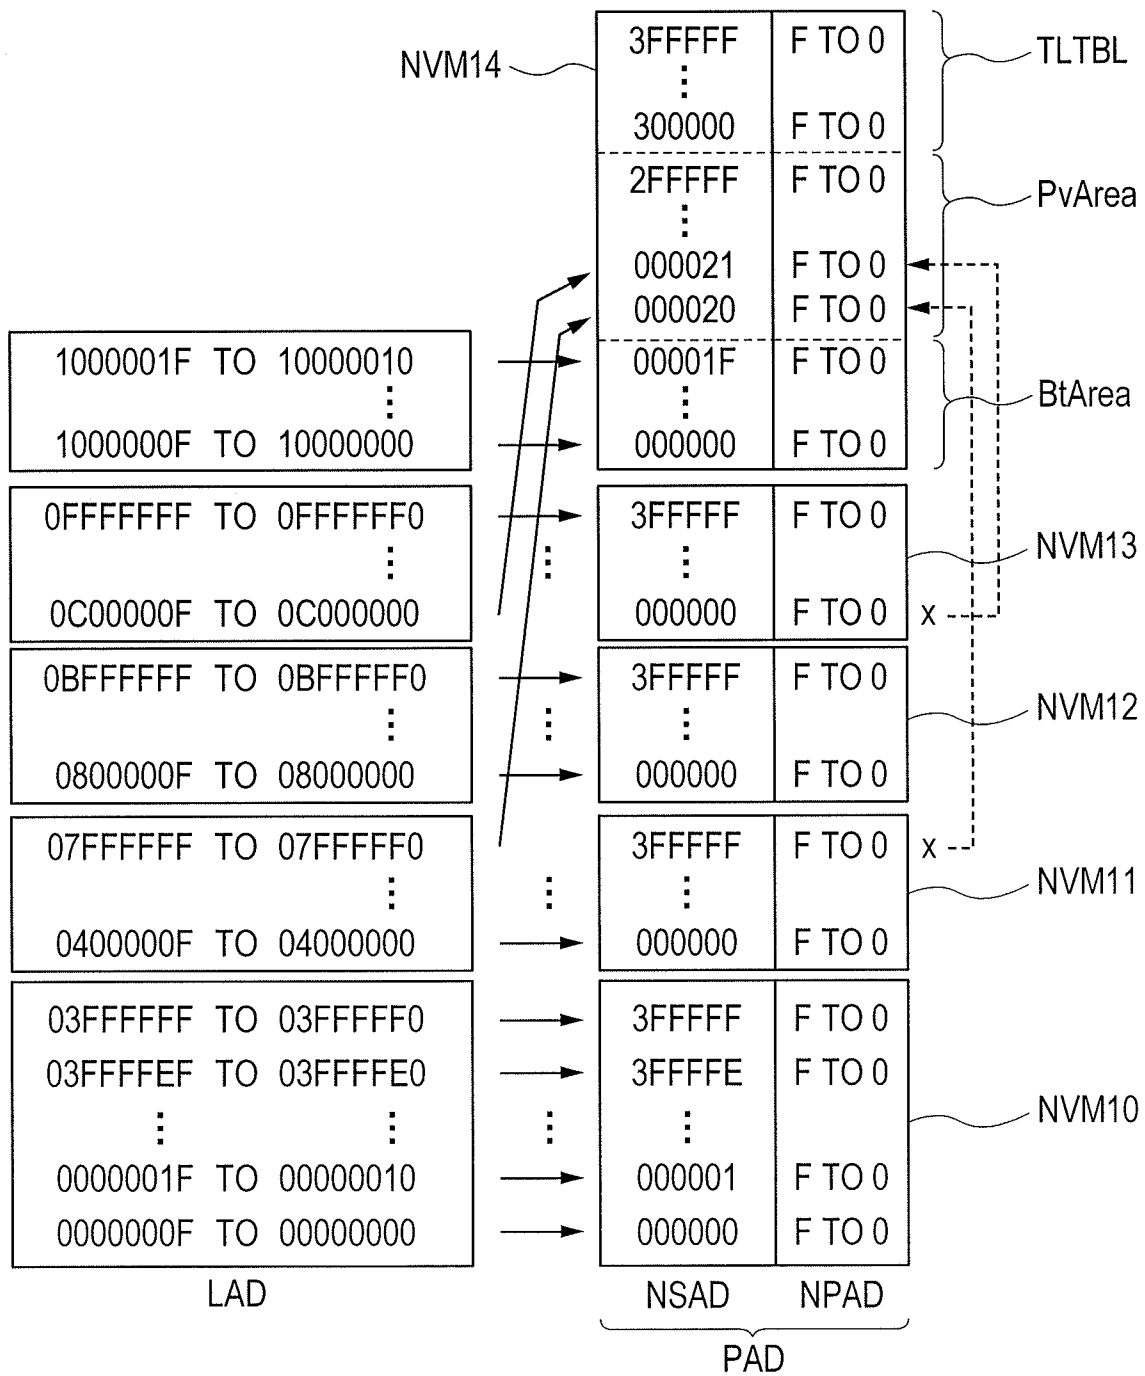 NVM14
3FFFFF F TO 0
300000 F TO 0
TLTBL
2FFFFF F TO 0
000021 F TO 0
000020 F TO 0
PvArea
1000001F TO 10000010
00001F F TO 0
1000000F TO 10000000
000000 F TO 0
BtArea
0FFFFFFF TO 0FFFFFF0
3FFFFF F TO 0
0C00000F TO 0C000000
000000 F TO 0 x
NVM13
0BFFFFFF TO 0BFFFFF0
3FFFFF F TO 0
0800000F TO 08000000
000000 F TO 0
NVM12
07FFFFFF TO 07FFFFF0
3FFFFF F TO 0 x
0400000F TO 04000000
000000 F TO 0
NVM11
03FFFFFF TO 03FFFFF0
3FFFFF F TO 0
03FFFFEF TO 03FFFFE0
3FFFFE F TO 0
0000001F TO 00000010
000001 F TO 0
0000000F TO 00000000
000000 F TO 0
NVM10
LAD
NSAD NPAD
PAD